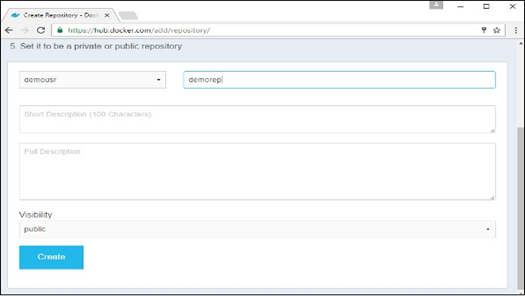 Create Repository - Dock
https://hub.docker.com/add/repository/
5. Set it to be a private or public repository
demousr
demorep
Short Description (100 Characters)
Full Description
Visibility
public
Create